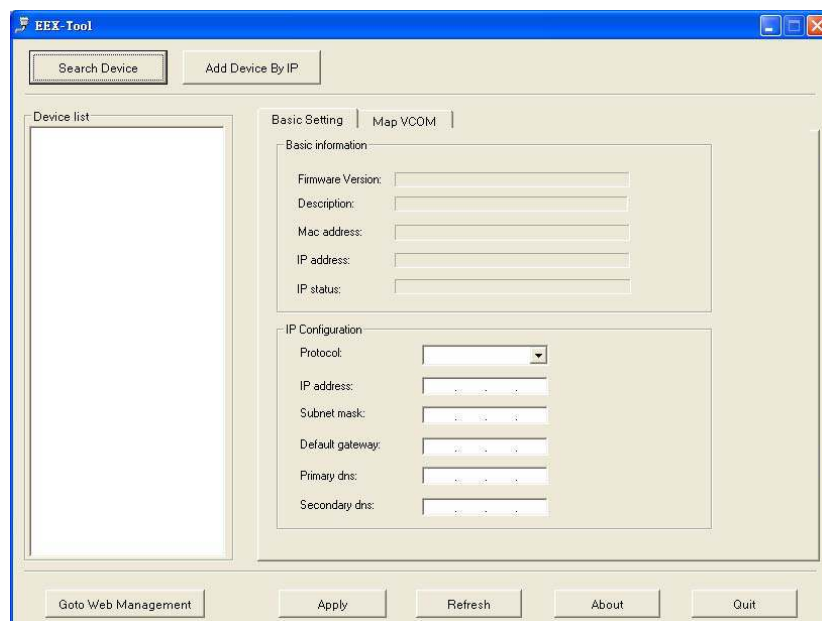 EEX-Tool
Search Device
Add Device By IP
Device list
Basic Setting
Map VCOM
Basic information
Firmware Version:
Description:
Mac address:
IP address:
IP status:
IP Configuration
Protocol:
IP address:
Subnet mask:
Default gateway:
Primary dns:
Secondary dns:
Goto Web Management
Apply
Refresh
About
Quit